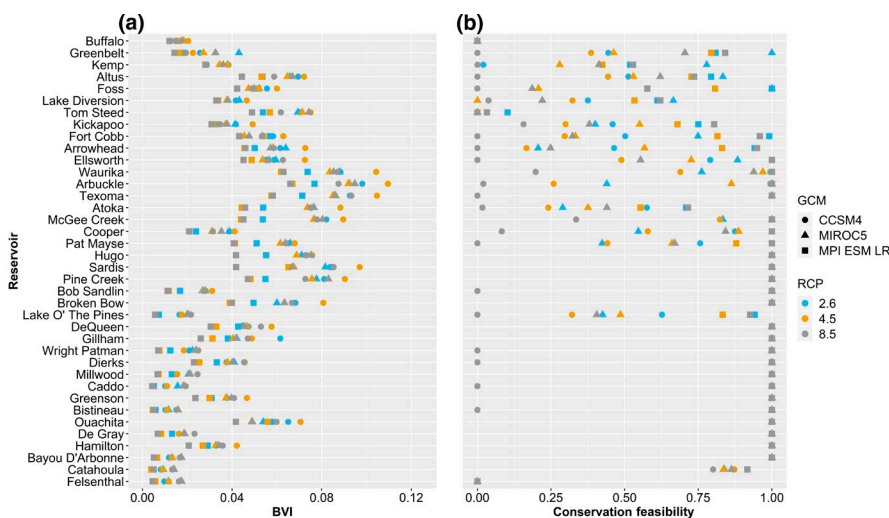 (a)
(b)
Reservoir
Buffalo
Greenbelt
Kemp
Altus
Foss
Lake Diversion
Tom Steed
Kickapoo
Fort Cobb
Arrowhead
Ellsworth
Waurika
Arbuckle
Texoma
Atoka
McGee Creek
Cooper
Pat Mayse
Hugo
Sardis
Pine Creek
Bob Sandlin
Broken Bow
Lake O' The Pines
DeQueen
Gillham
Wright Patman
Dierks
Millwood
Caddo
Greenson
Bistineau
Ouachita
De Gray
Hamilton
Bayou D'Arbonne
Catahoula
Felsenthal
0.00 0.04 0.08 0.12
BVI
0.00 0.25 0.50 0.75 1.00
Conservation feasibility
GCM
CCSM4
MIROC5
MPI ESM LR
RCP
2.6
4.5
8.5